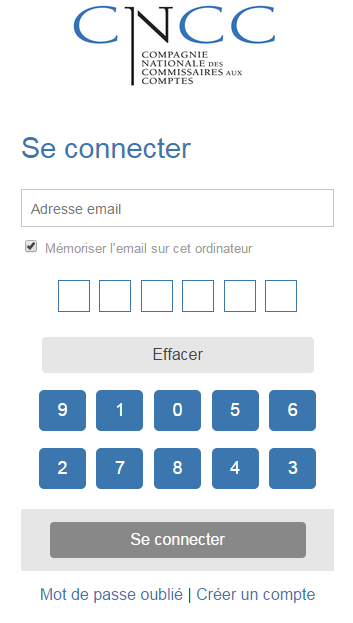 CNCC
COMPAGNIE
NATIONALE DES
COMMISSAIRES AUX
COMPTES
Se connecter
Adresse email
Mémoriser l'email sur cet ordinateur
Effacer
9 1 0 5 6
2 7 8 4 3
Se connecter
Mot de passe oublié | Créer un compte